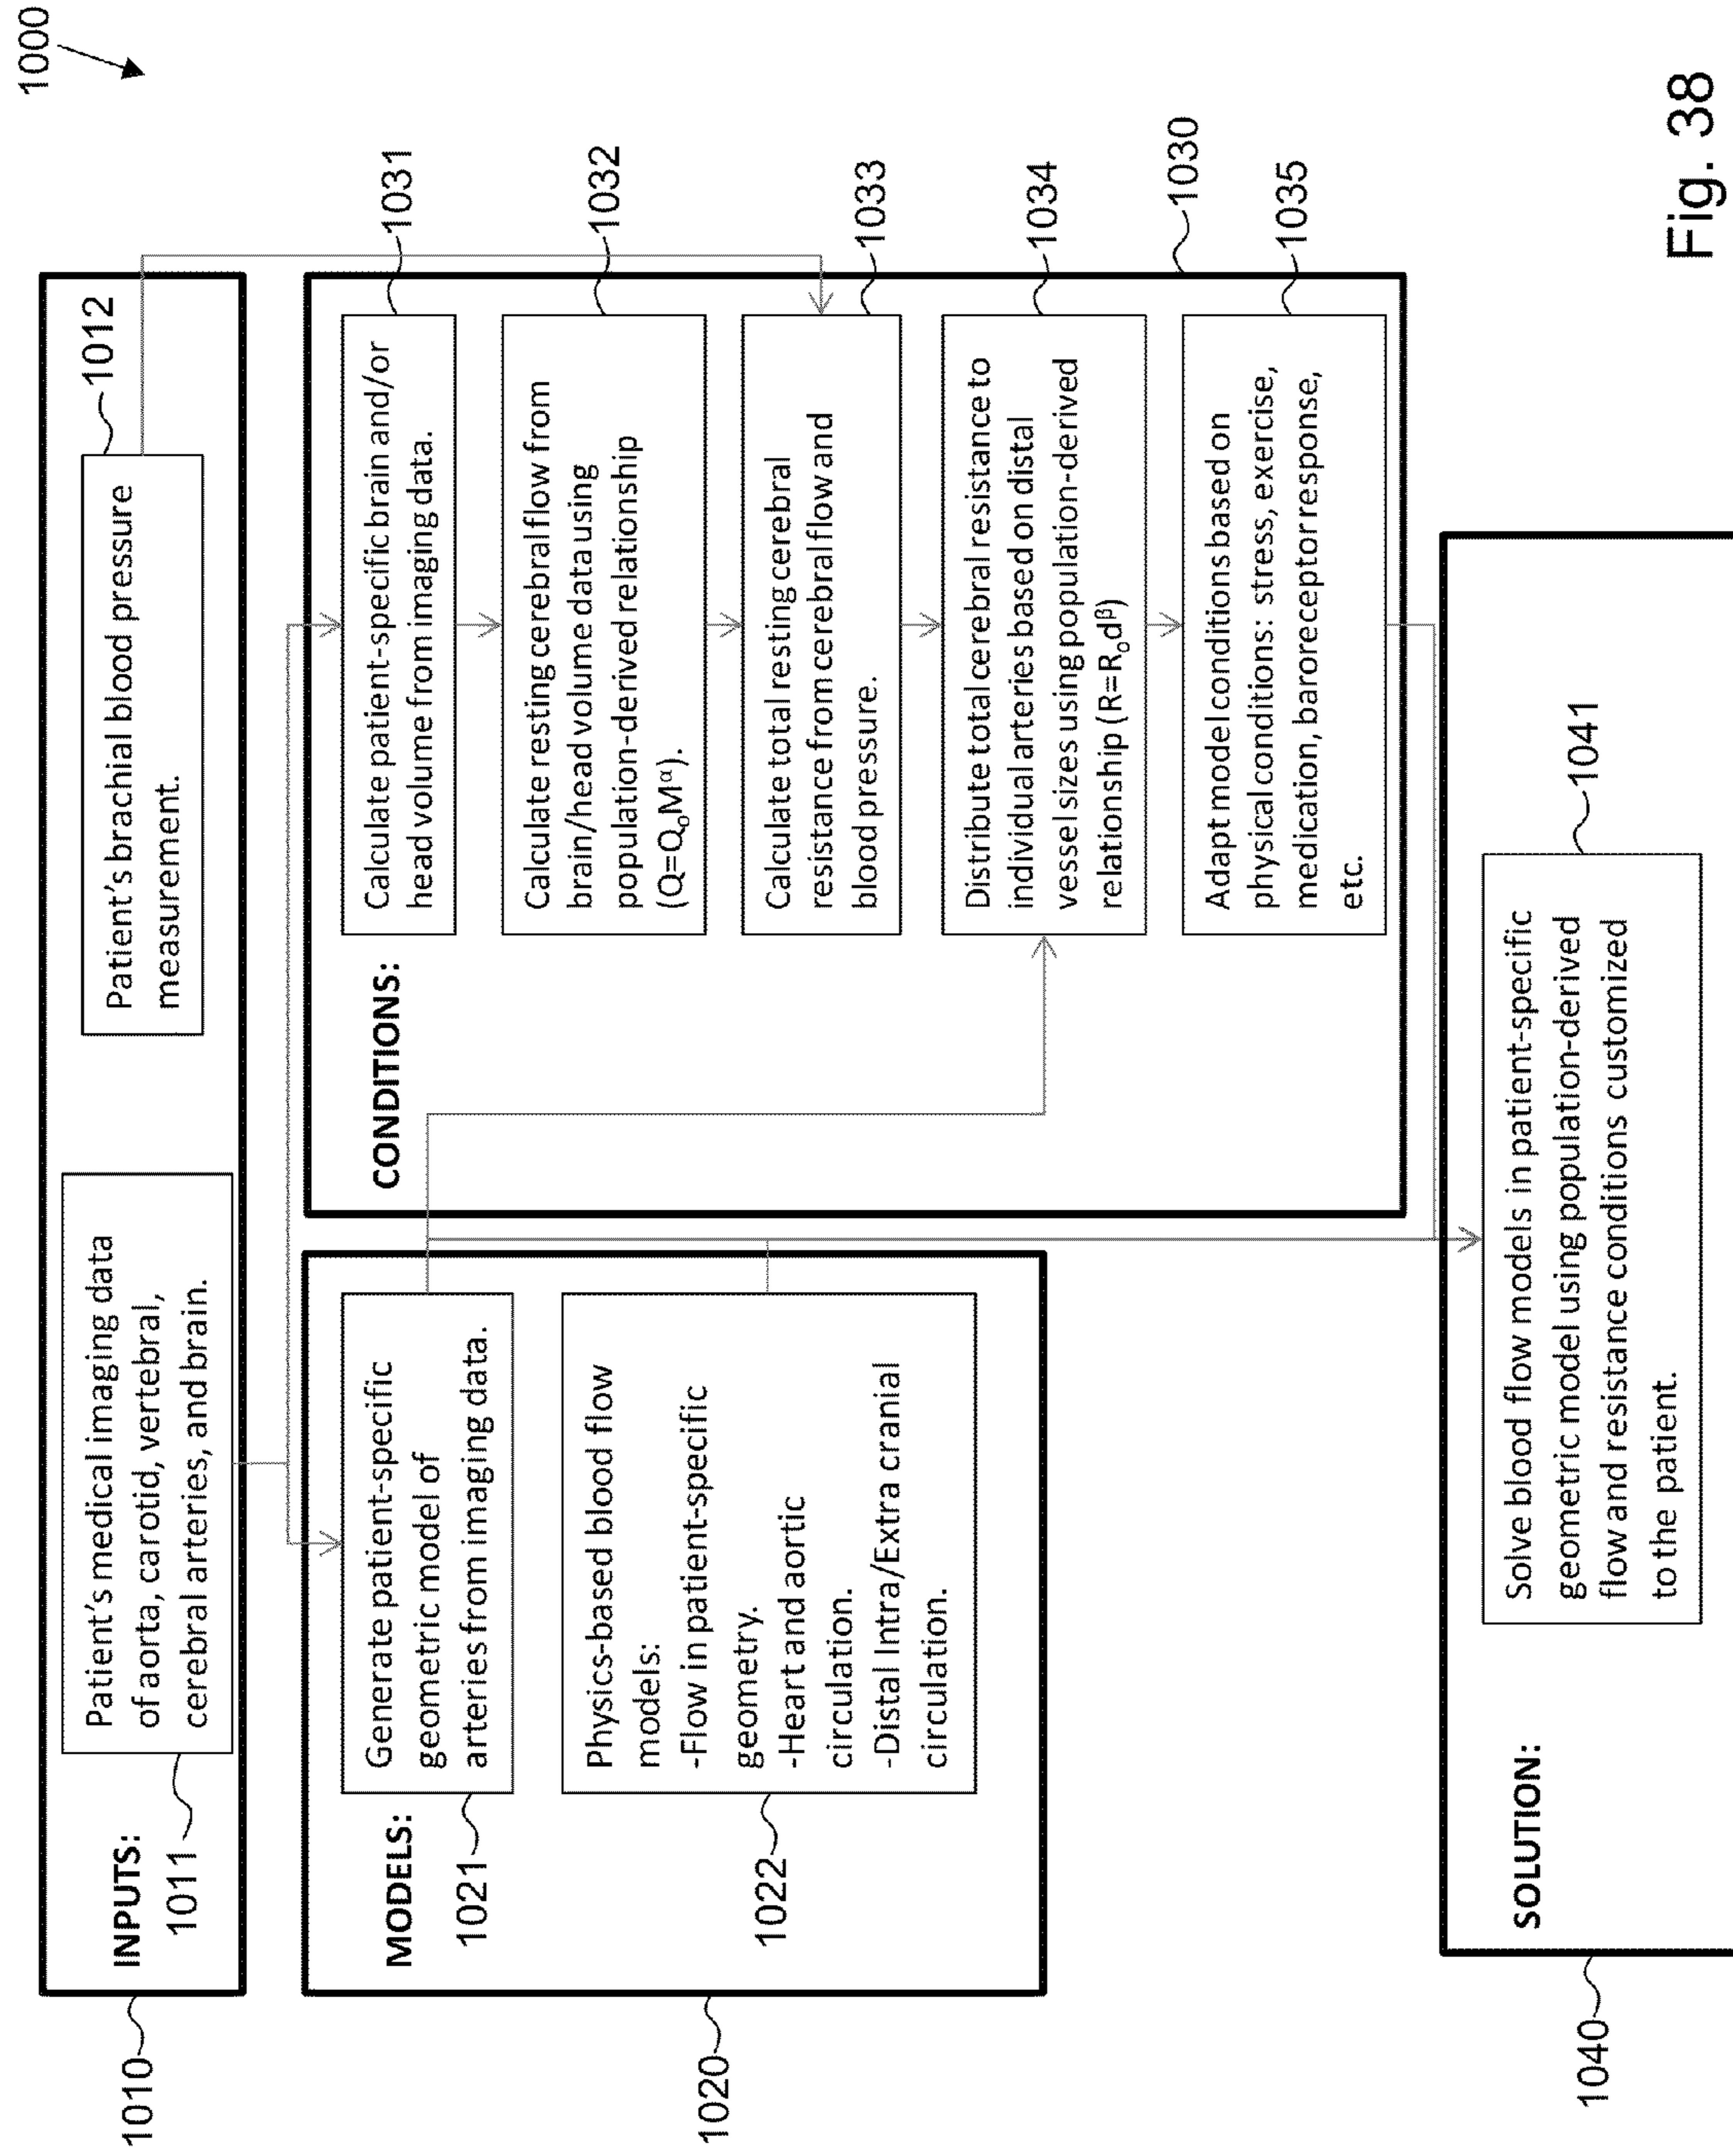 1000
1010
INPUTS:
1011
Patient's medical imaging data
of aorta, carotid, vertebral,
cerebral arteries, and brain.
1012
Patient's brachial blood pressure
measurement.
1020
MODELS:
1021
Generate patient-specific
geometric model of
arteries from imaging data.
1022
Physics-based blood flow
models:
-Flow in patient-specific
geometry.
-Heart and aortic
circulation.
-Distal Intra/Extra cranial
circulation.
CONDITIONS:
1030
Calculate patient-specific brain and/or
head volume from imaging data.
1031
Calculate resting cerebral flow from
brain/head volume data using
population-derived relationship
(Q=Q₀Mᵅ).
1032
Calculate total resting cerebral
resistance from cerebral flow and
blood pressure.
1033
Distribute total cerebral resistance to
individual arteries based on distal
vessel sizes using population-derived
relationship (R=R₀dᵝ)
1034
Adapt model conditions based on
physical conditions: stress, exercise,
medication, baroreceptor response,
etc.
1035
1040
SOLUTION:
1041
Solve blood flow models in patient-specific
geometric model using population-derived
flow and resistance conditions customized
to the patient.
Fig. 38